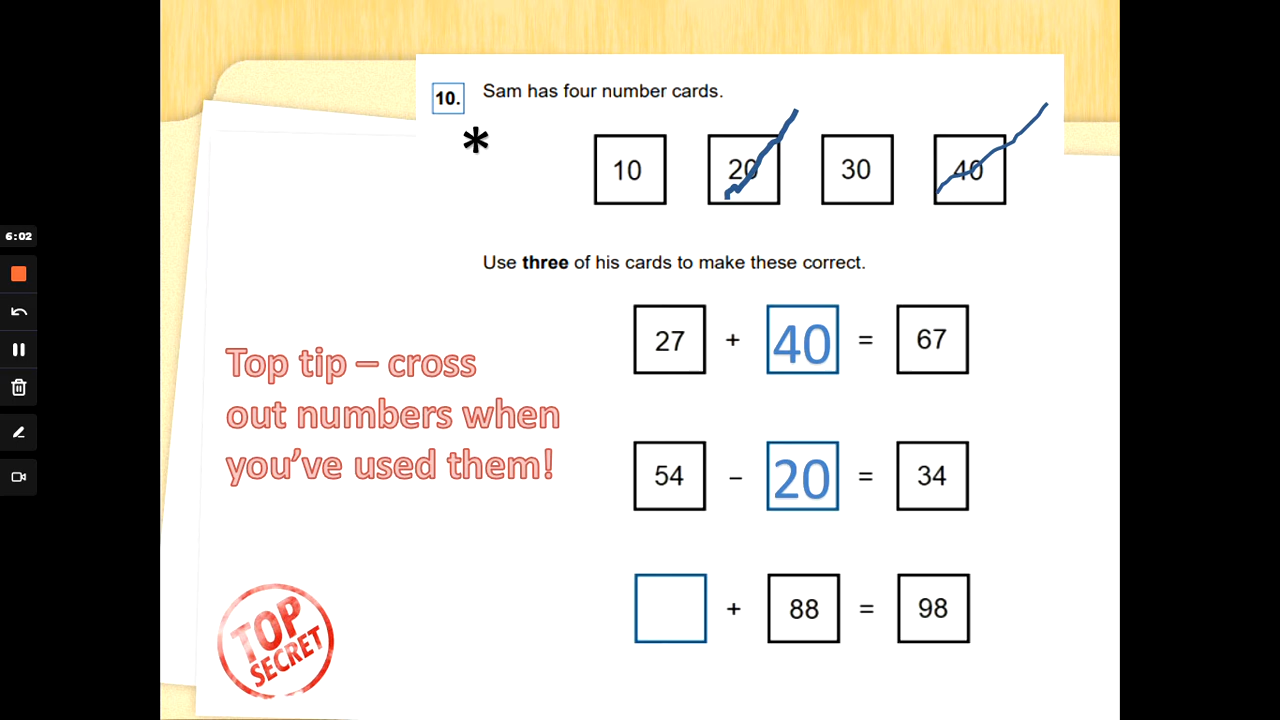 10. Sam has four number cards.
*
10 20 30 40
Use three of his cards to make these correct.
6:02
27 + 40 = 67
Top tip – cross
out numbers when
you've used them!
54 – 20 = 34
+ 88 = 98
TOP
SECRET